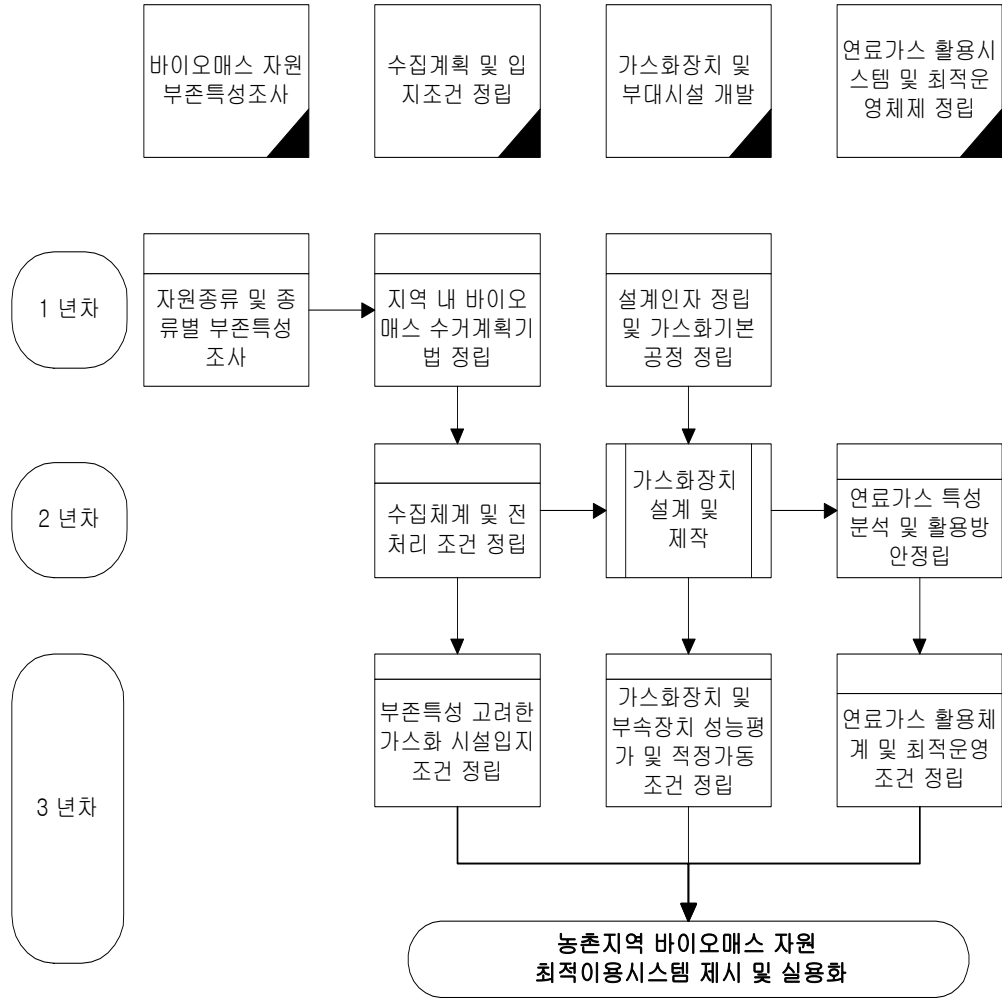 바이오매스 자원
부존특성조사
수집계획 및 입
지조건 정립
가스화장치 및
부대시설 개발
연료가스 활용시
스템 및 최적운
영체제 정립
1 년차
자원종류 및 종
류별 부존특성
조사
지역 내 바이오
매스 수거계획기
법 정립
설계인자 정립
및 가스화기본
공정 정립
2 년차
수집체계 및 전
처리 조건 정립
가스화장치
설계 및
제작
연료가스 특성
분석 및 활용방
안정립
3 년차
부존특성 고려한
가스화 시설입지
조건 정립
가스화장치 및
부속장치 성능평
가 및 적정가동
조건 정립
연료가스 활용체
계 및 최적운영
조건 정립
농촌지역 바이오매스 자원
최적이용시스템 제시 및 실용화